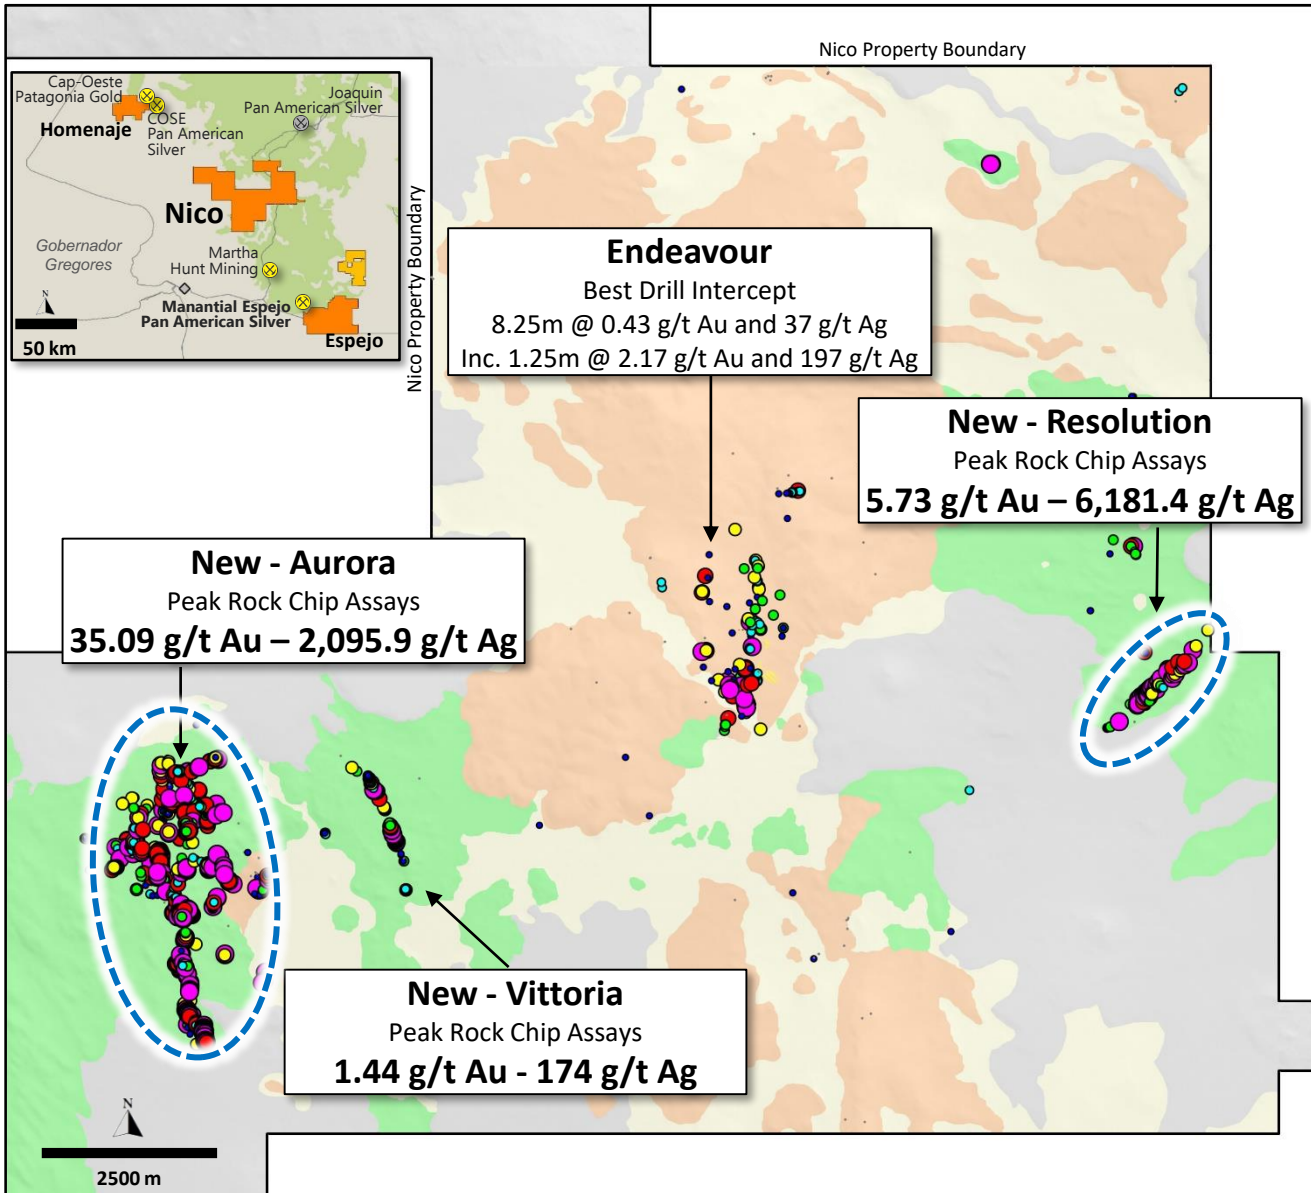 Nico Property Boundary
Cap-Oeste
Patagonia Gold
Joaquin
Pan American Silver
COSE
Pan American
Silver
Homenaje
Nico
Gobernador
Gregores
Martha
Hunt Mining
Manantial Espejo
Pan American Silver
Espejo
N
50 km
Nico Property Boundary
Endeavour
Best Drill Intercept
8.25m @ 0.43 g/t Au and 37 g/t Ag
Inc. 1.25m @ 2.17 g/t Au and 197 g/t Ag
New - Resolution
Peak Rock Chip Assays
5.73 g/t Au – 6,181.4 g/t Ag
New - Aurora
Peak Rock Chip Assays
35.09 g/t Au – 2,095.9 g/t Ag
New - Vittoria
Peak Rock Chip Assays
1.44 g/t Au - 174 g/t Ag
N
2500 m